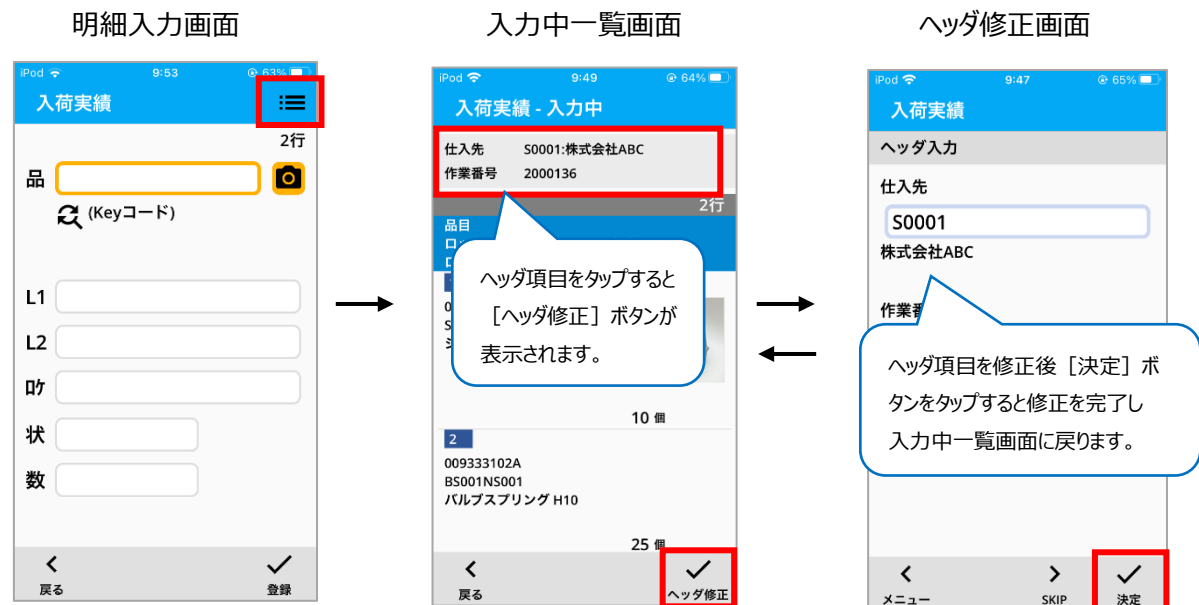 明細入力画面
入力中一覧画面
ヘッダ修正画面
iPod 9:53 63%
入荷実績
2行
品
(Keyコード)
L1
L2
ロケ
状
数
戻る
登録
iPod 9:49 64%
入荷実績 - 入力中
仕入先 S0001:株式会社ABC
作業番号 2000136
2行
品目
ヘッダ項目をタップすると
［ヘッダ修正］ボタンが
表示されます。
10 個
2
009333102A
BS001NS001
バルブスプリング H10
25 個
戻る
ヘッダ修正
iPod 9:47 65%
入荷実績
ヘッダ入力
仕入先
S0001
株式会社ABC
作業
ヘッダ項目を修正後［決定］ボ
タンをタップすると修正を完了し
入力中一覧画面に戻ります。
メニュー
SKIP
決定